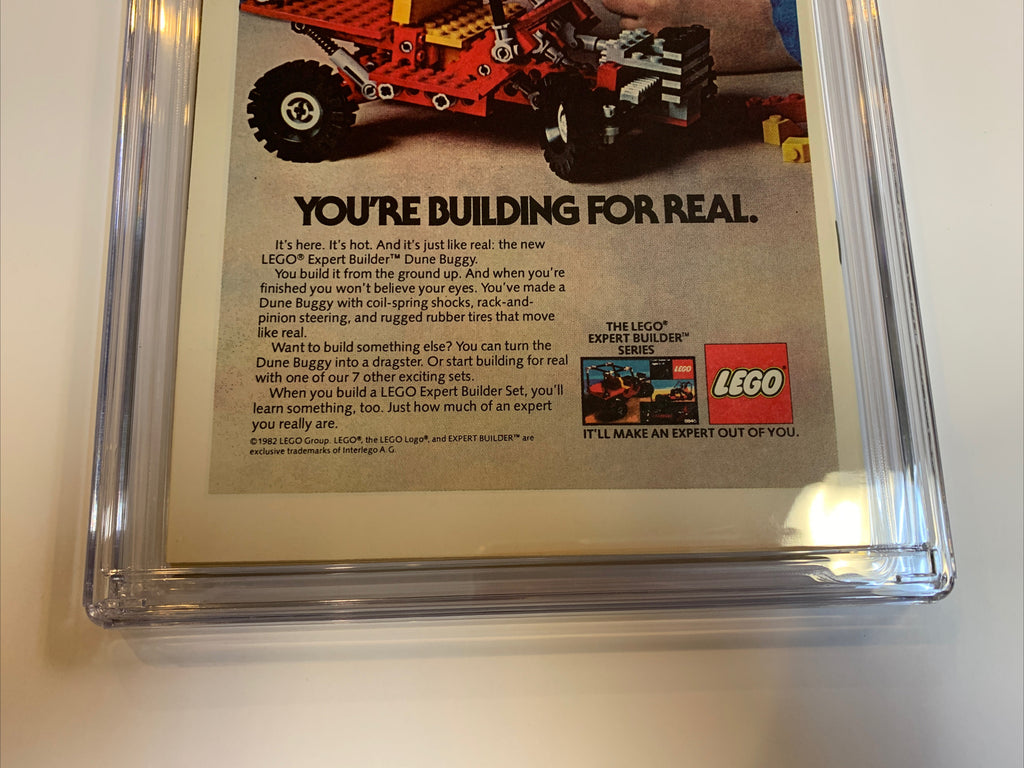 YOU'RE BUILDING FOR REAL.
It's here. It's hot. And it's just like real: the new
LEGO® Expert Builder™ Dune Buggy.
You build it from the ground up. And when you're
finished you won't believe your eyes. You've made a
Dune Buggy with coil-spring shocks, rack-and-
pinion steering, and rugged rubber tires that move
like real.
Want to build something else? You can turn the
Dune Buggy into a dragster. Or start building for real
with one of our 7 other exciting sets.
When you build a LEGO Expert Builder Set, you'll
learn something, too. Just how much of an expert
you really are.
©1982 LEGO Group. LEGO®, the LEGO Logo®, and EXPERT BUILDER™ are
exclusive trademarks of Interlego A.G.
THE LEGO®
EXPERT BUILDER™
SERIES
LEGO
LEGO®
IT'LL MAKE AN EXPERT OUT OF YOU.